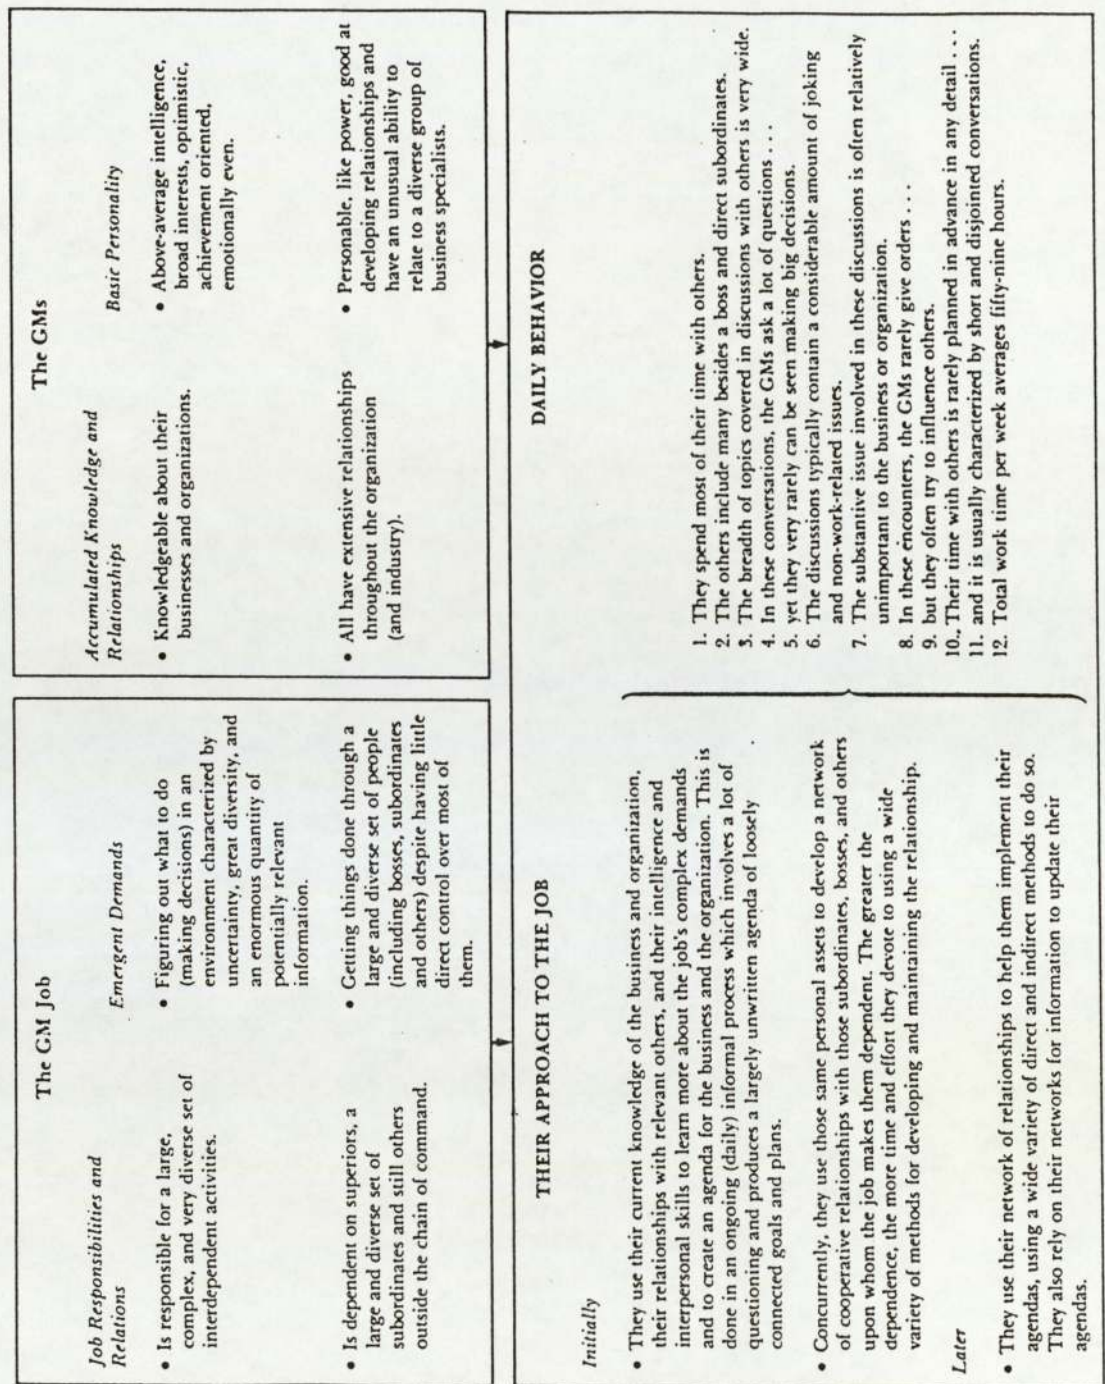 The GM Job
Job Responsibilities and
Relations
• Is responsible for a large,
complex, and very diverse set of
interdependent activities.
• Is dependent on superiors, a
large and diverse set of
subordinates and still others
outside the chain of command.
Emergent Demands
• Figuring out what to do
(making decisions) in an
environment characterized by
uncertainty, great diversity, and
an enormous quantity of
potentially relevant
information.
• Getting things done through a
large and diverse set of people
(including bosses, subordinates
and others) despite having little
direct control over most of
them.
The GMs
Accumulated Knowledge and
Relationships
• Knowledgeable about their
businesses and organizations.
• All have extensive relationships
throughout the organization
(and industry).
Basic Personality
• Above-average intelligence,
broad interests, optimistic,
achievement oriented,
emotionally even.
• Personable, like power, good at
developing relationships and
have an unusual ability to
relate to a diverse group of
business specialists.
THEIR APPROACH TO THE JOB
Initially
• They use their current knowledge of the business and organization,
their relationships with relevant others, and their intelligence and
interpersonal skills to learn more about the job's complex demands
and to create an agenda for the business and the organization. This is
done in an ongoing (daily) informal process which involves a lot of
questioning and produces a largely unwritten agenda of loosely
connected goals and plans.
• Concurrently, they use those same personal assets to develop a network
of cooperative relationships with those subordinates, bosses, and others
upon whom the job makes them dependent. The greater the
dependence, the more time and effort they devote to using a wide
variety of methods for developing and maintaining the relationship.
Later
• They use their network of relationships to help them implement their
agendas, using a wide variety of direct and indirect methods to do so.
They also rely on their networks for information to update their
agendas.
DAILY BEHAVIOR
1. They spend most of their time with others.
2. The others include many besides a boss and direct subordinates.
3. The breadth of topics covered in discussions with others is very wide.
4. In these conversations, the GMs ask a lot of questions . . .
5. yet they very rarely can be seen making big decisions.
6. The discussions typically contain a considerable amount of joking
and non-work-related issues.
7. The substantive issue involved in these discussions is often relatively
unimportant to the business or organization.
8. In these encounters, the GMs rarely give orders . . .
9. but they often try to influence others.
10. Their time with others is rarely planned in advance in any detail . . .
11. and it is usually characterized by short and disjointed conversations.
12. Total work time per week averages fifty-nine hours.